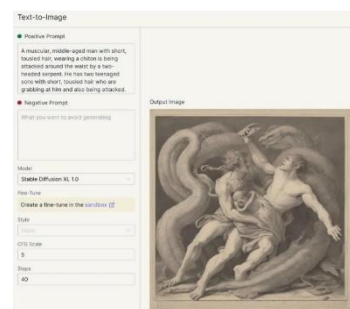 Text-to-Image
Positive Prompt
A muscular, middle-aged man with short,
tousled hair, wearing a chiton is being
attacked around the waist by a two-
headed serpent. He has two teenaged
sons with short, tousled hair who are
grabbing at him and also being attacked.
Negative Prompt
What you want to avoid generating
Output Image
Model
Stable Diffusion XL 1.0
Fine-Tune
Create a fine-tune in the sandbox
Style
None
CFG Scale
5
Steps
40